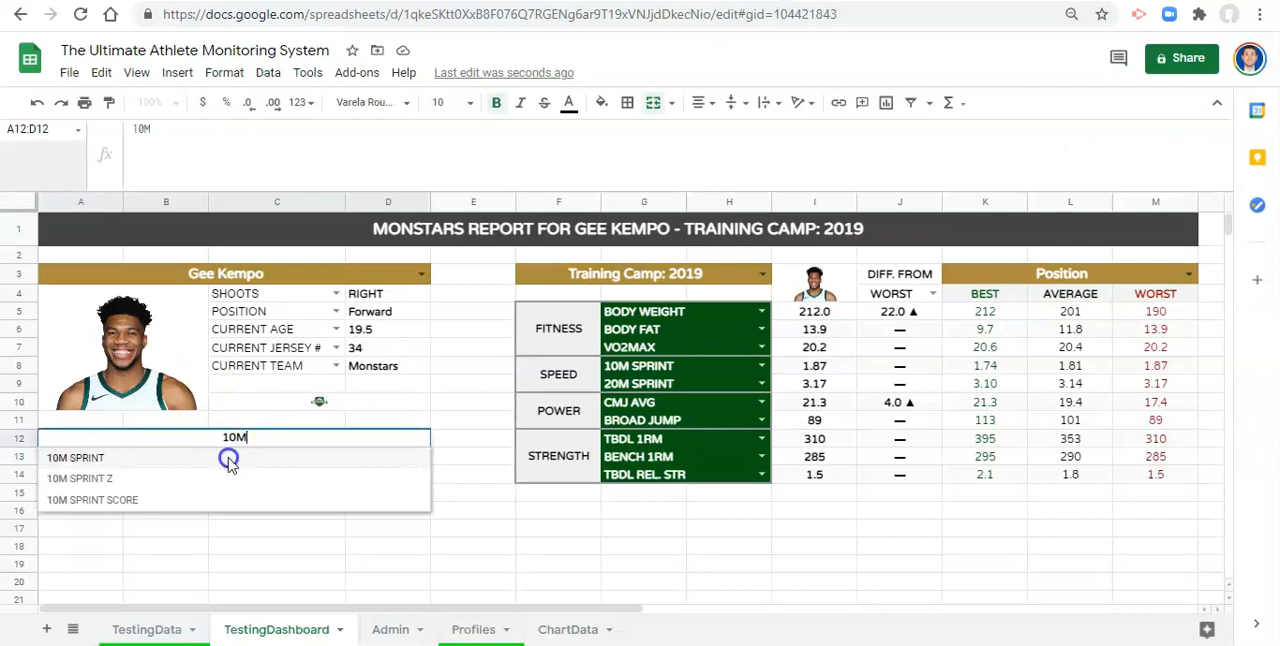 https://docs.google.com/spreadsheets/d/1qkeSKtt0XxB8F076Q7RGENg6ar9T19xVNJjdDkecNio/edit#gid=104421843
The Ultimate Athlete Monitoring System
File Edit View Insert Format Data Tools Add-ons Help Last edit was seconds ago
Share
100% $ % .0 .00 123 Varela Rou... 10 B I S A Σ
A12:D12 fx 10M
A B C D E F G H I J K L M
1 MONSTARS REPORT FOR GEE KEMPO - TRAINING CAMP: 2019
2
3 Gee Kempo Training Camp: 2019 DIFF. FROM Position
4 SHOOTS RIGHT WORST BEST AVERAGE WORST
5 POSITION Forward FITNESS BODY WEIGHT 212.0 22.0 ▲ 212 201 190
6 CURRENT AGE 19.5 BODY FAT 13.9 — 9.7 11.8 13.9
7 CURRENT JERSEY # 34 VO2MAX 20.2 — 20.6 20.4 20.2
8 CURRENT TEAM Monstars SPEED 10M SPRINT 1.87 — 1.74 1.81 1.87
9 20M SPRINT 3.17 — 3.10 3.14 3.17
10 POWER CMJ AVG 21.3 4.0 ▲ 21.3 19.4 17.4
11 BROAD JUMP 89 — 113 101 89
12 10M STRENGTH TBDL 1RM 310 — 395 353 310
13 10M SPRINT BENCH 1RM 285 — 295 290 285
14 10M SPRINT Z TBDL REL. STR 1.5 — 2.1 1.8 1.5
15 10M SPRINT SCORE
16
17
18
19
20
21
TestingData TestingDashboard Admin Profiles ChartData